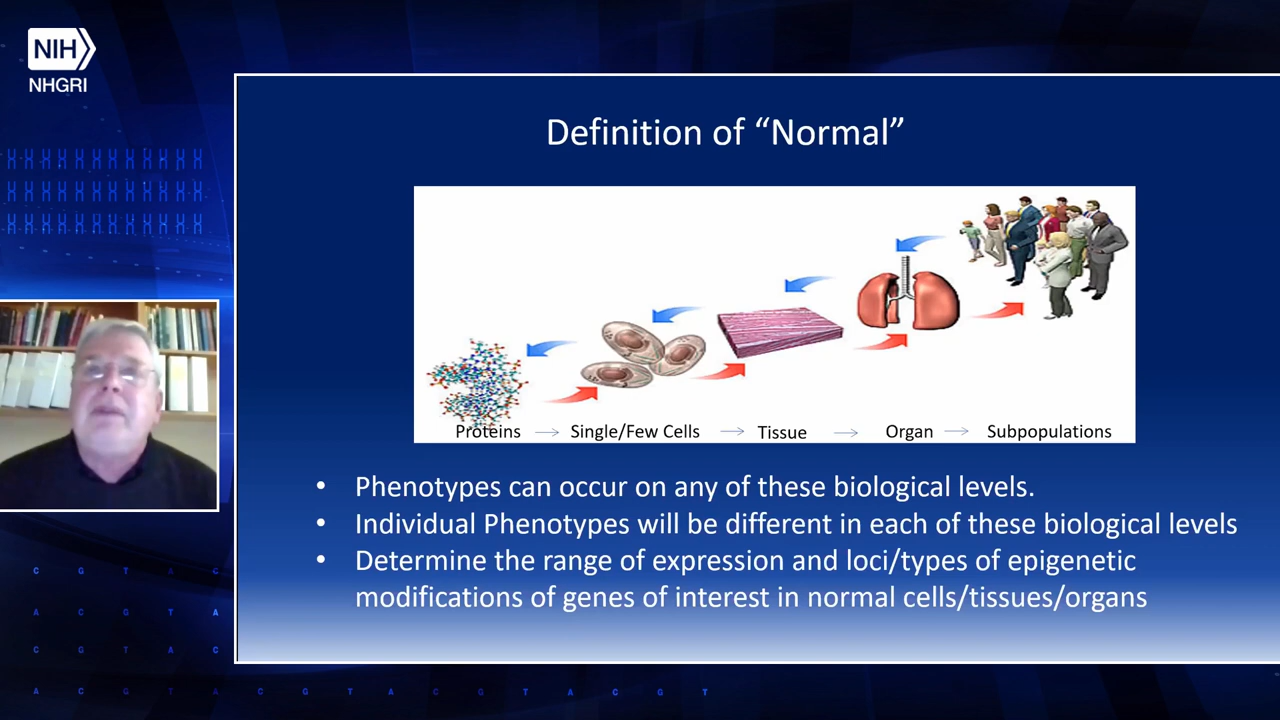 NIH
NHGRI
Definition of “Normal”
Proteins → Single/Few Cells → Tissue → Organ → Subpopulations
• Phenotypes can occur on any of these biological levels.
• Individual Phenotypes will be different in each of these biological levels
• Determine the range of expression and loci/types of epigenetic
modifications of genes of interest in normal cells/tissues/organs
C G T A C
A C G T A
C G T A C
A C G T A C G T A C G T A C G T